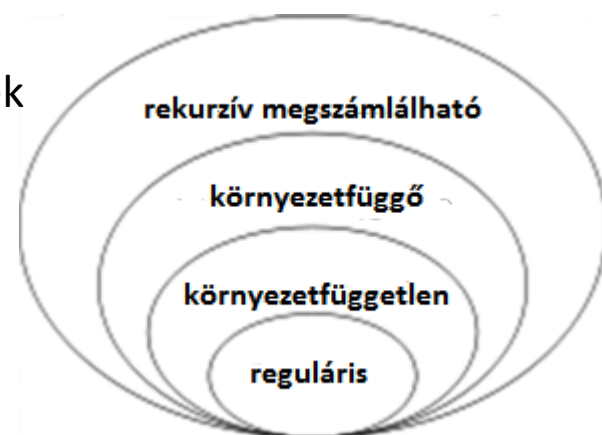 k
rekurzív megszámlálható
környezetfüggő
környezetfüggetlen
reguláris